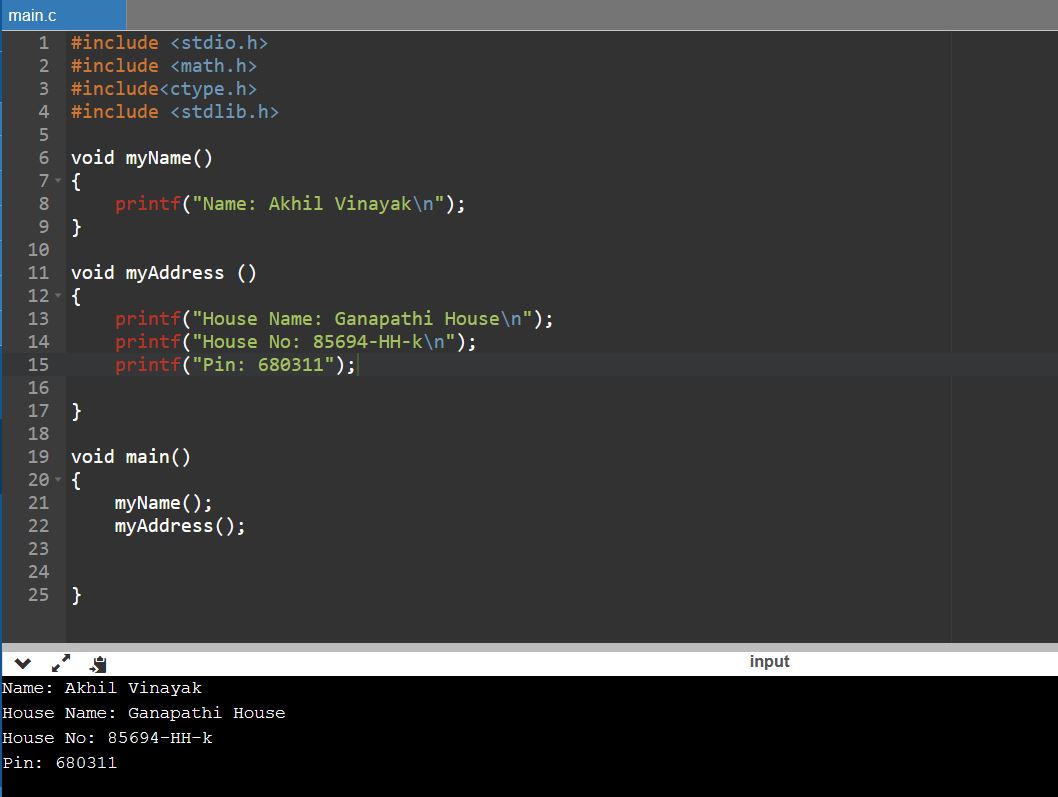 main.c
1 #include <stdio.h>
2 #include <math.h>
3 #include<ctype.h>
4 #include <stdlib.h>
5
6 void myName()
7 {
8     printf("Name: Akhil Vinayak\n");
9 }
10
11 void myAddress ()
12 {
13     printf("House Name: Ganapathi House\n");
14     printf("House No: 85694-HH-k\n");
15     printf("Pin: 680311");
16
17 }
18
19 void main()
20 {
21     myName();
22     myAddress();
23
24
25 }
input
Name: Akhil Vinayak
House Name: Ganapathi House
House No: 85694-HH-k
Pin: 680311